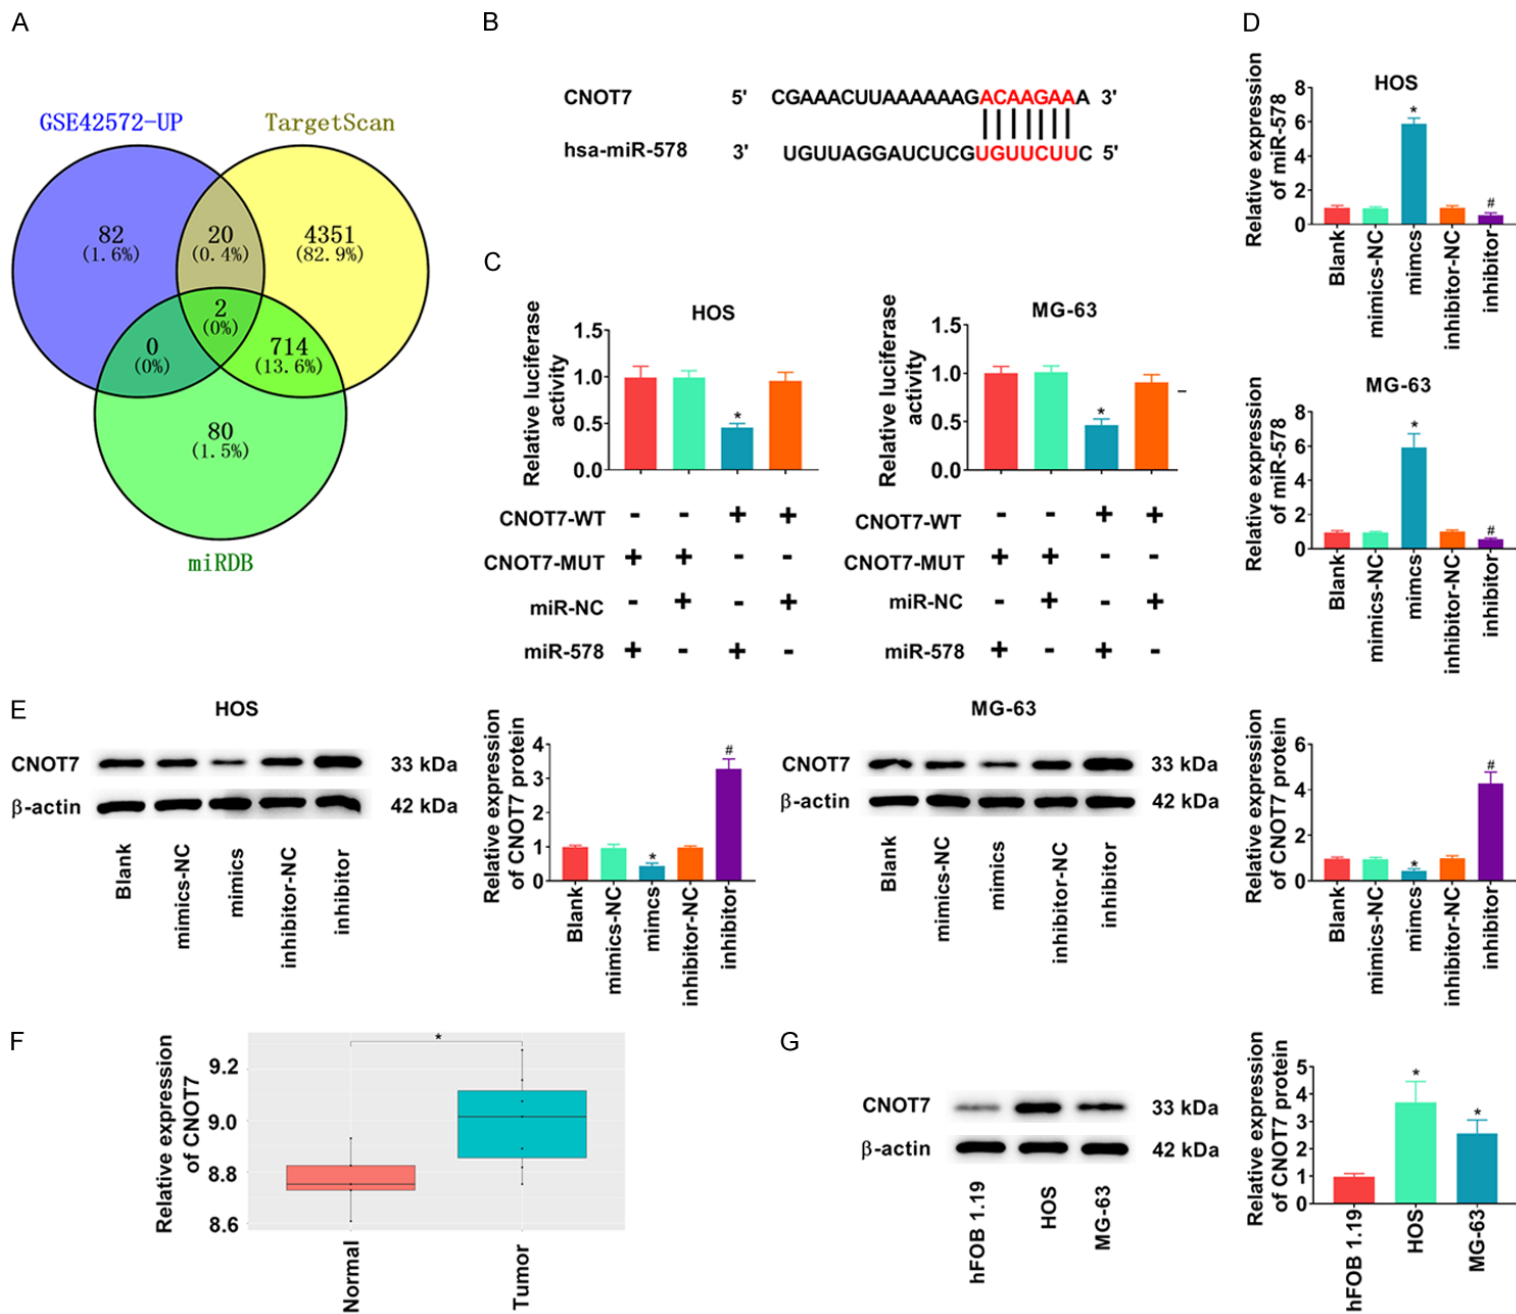 A
GSE42572-UP
TargetScan
82
(1.6%)
20
(0.4%)
4351
(82.9%)
2
(0%)
0
(0%)
714
(13.6%)
80
(1.5%)
miRDB
B
CNOT7 5' CGAAACUUAAAAAAGACAAGAAA 3'
hsa-miR-578 3' UGUUAGGAUCUCGUGUUCUUC 5'
C
HOS
Relative luciferase
activity
1.5
1.0
0.5
0.0
*
CNOT7-WT - - + +
CNOT7-MUT + + - -
miR-NC - + - +
miR-578 + - + -
MG-63
Relative luciferase
activity
1.5
1.0
0.5
0.0
*
CNOT7-WT - - + +
CNOT7-MUT + + - -
miR-NC - + - +
miR-578 + - + -
D
HOS
Relative expression
of miR-578
8
6
4
2
0
*
#
Blank
mimics-NC
mimcs
inhibitor-NC
inhibitor
MG-63
Relative expression
of miR-578
8
6
4
2
0
*
#
Blank
mimics-NC
mimcs
inhibitor-NC
inhibitor
E
HOS
CNOT7 33 kDa
β-actin 42 kDa
Blank
mimics-NC
mimics
inhibitor-NC
inhibitor
Relative expression
of CNOT7 protein
4
3
2
1
0
*
#
Blank
mimics-NC
mimcs
inhibitor-NC
inhibitor
MG-63
CNOT7 33 kDa
β-actin 42 kDa
Blank
mimics-NC
mimics
inhibitor-NC
inhibitor
Relative expression
of CNOT7 protein
6
4
2
0
*
#
Blank
mimics-NC
mimcs
inhibitor-NC
inhibitor
F
Relative expression
of CNOT7
9.2
9.0
8.8
8.6
*
Normal
Tumor
G
CNOT7 33 kDa
β-actin 42 kDa
hFOB 1.19
HOS
MG-63
Relative expression
of CNOT7 protein
5
4
3
2
1
0
*
*
hFOB 1.19
HOS
MG-63